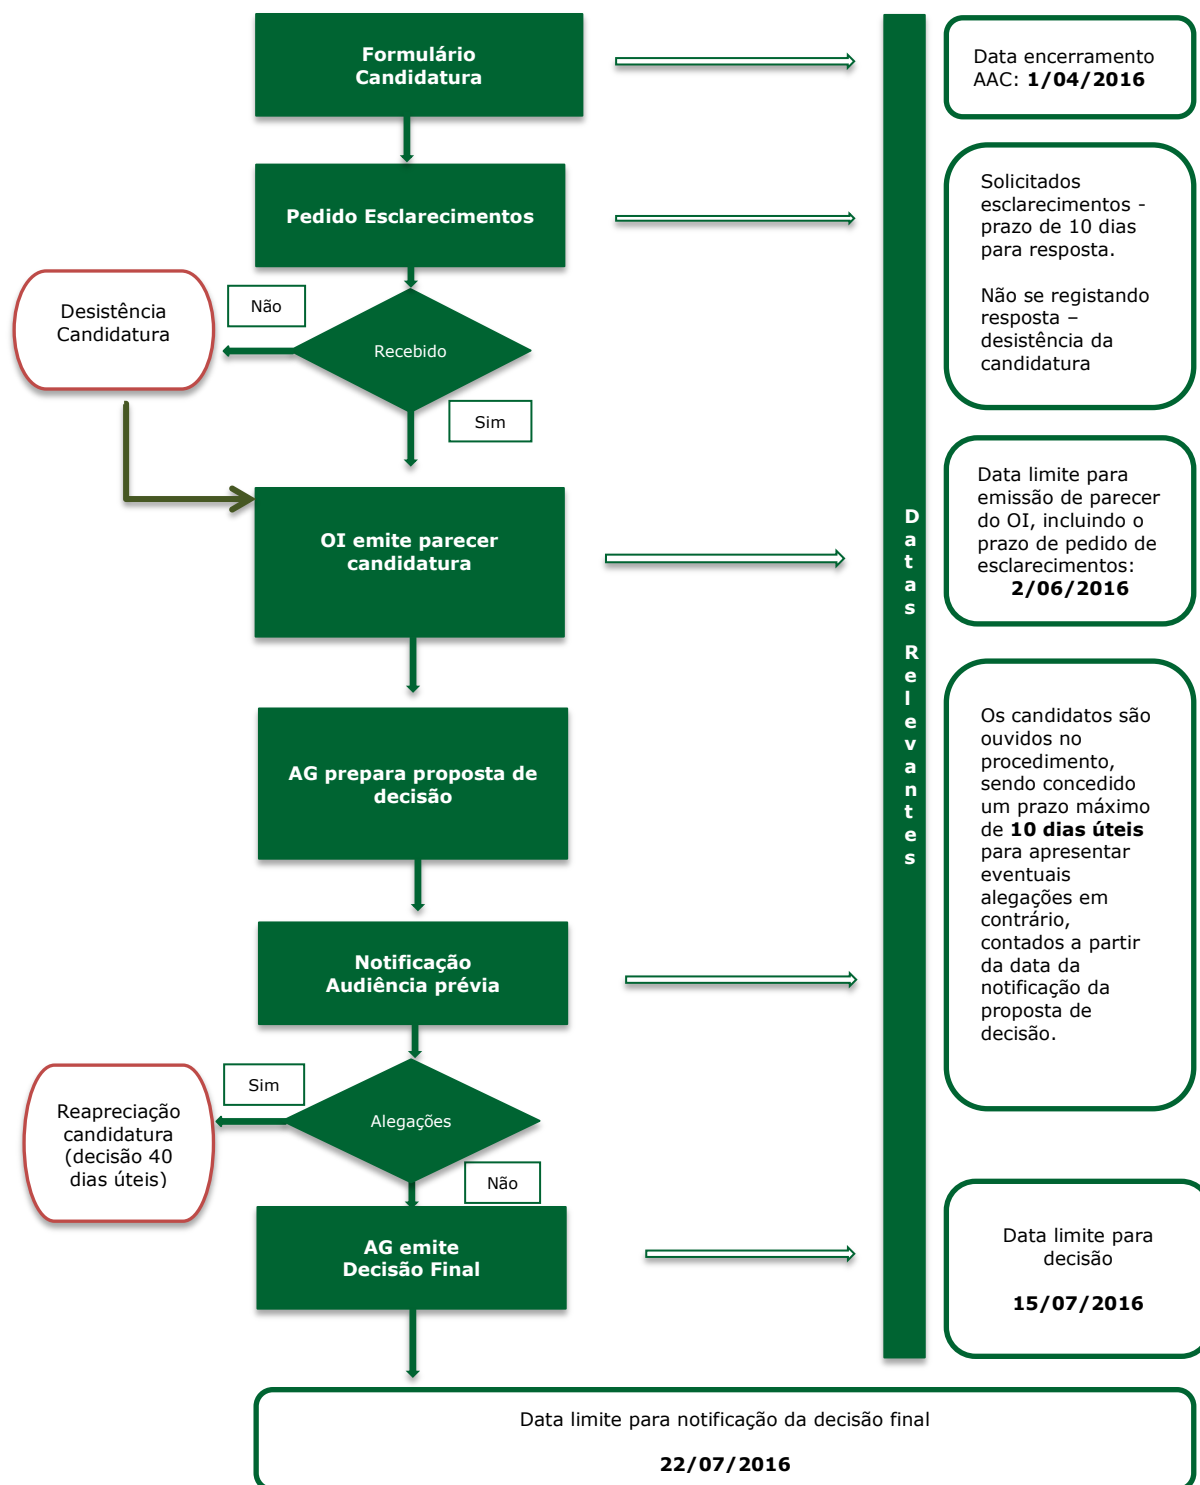 Formulário
Candidatura
Data encerramento
AAC: 1/04/2016
Pedido Esclarecimentos
Solicitados
esclarecimentos -
prazo de 10 dias
para resposta.
Não se registando
resposta –
desistência da
candidatura
Desistência
Candidatura
Não
Recebido
Sim
OI emite parecer
candidatura
Data limite para
emissão de parecer
do OI, incluindo o
prazo de pedido de
esclarecimentos:
2/06/2016
Datas Relevantes
AG prepara proposta de
decisão
Os candidatos são
ouvidos no
procedimento,
sendo concedido
um prazo máximo
de 10 dias úteis
para apresentar
eventuais
alegações em
contrário,
contados a partir
da data da
notificação da
proposta de
decisão.
Notificação
Audiência prévia
Sim
Alegações
Reapreciação
candidatura
(decisão 40
dias úteis)
Não
AG emite
Decisão Final
Data limite para
decisão
15/07/2016
Data limite para notificação da decisão final
22/07/2016